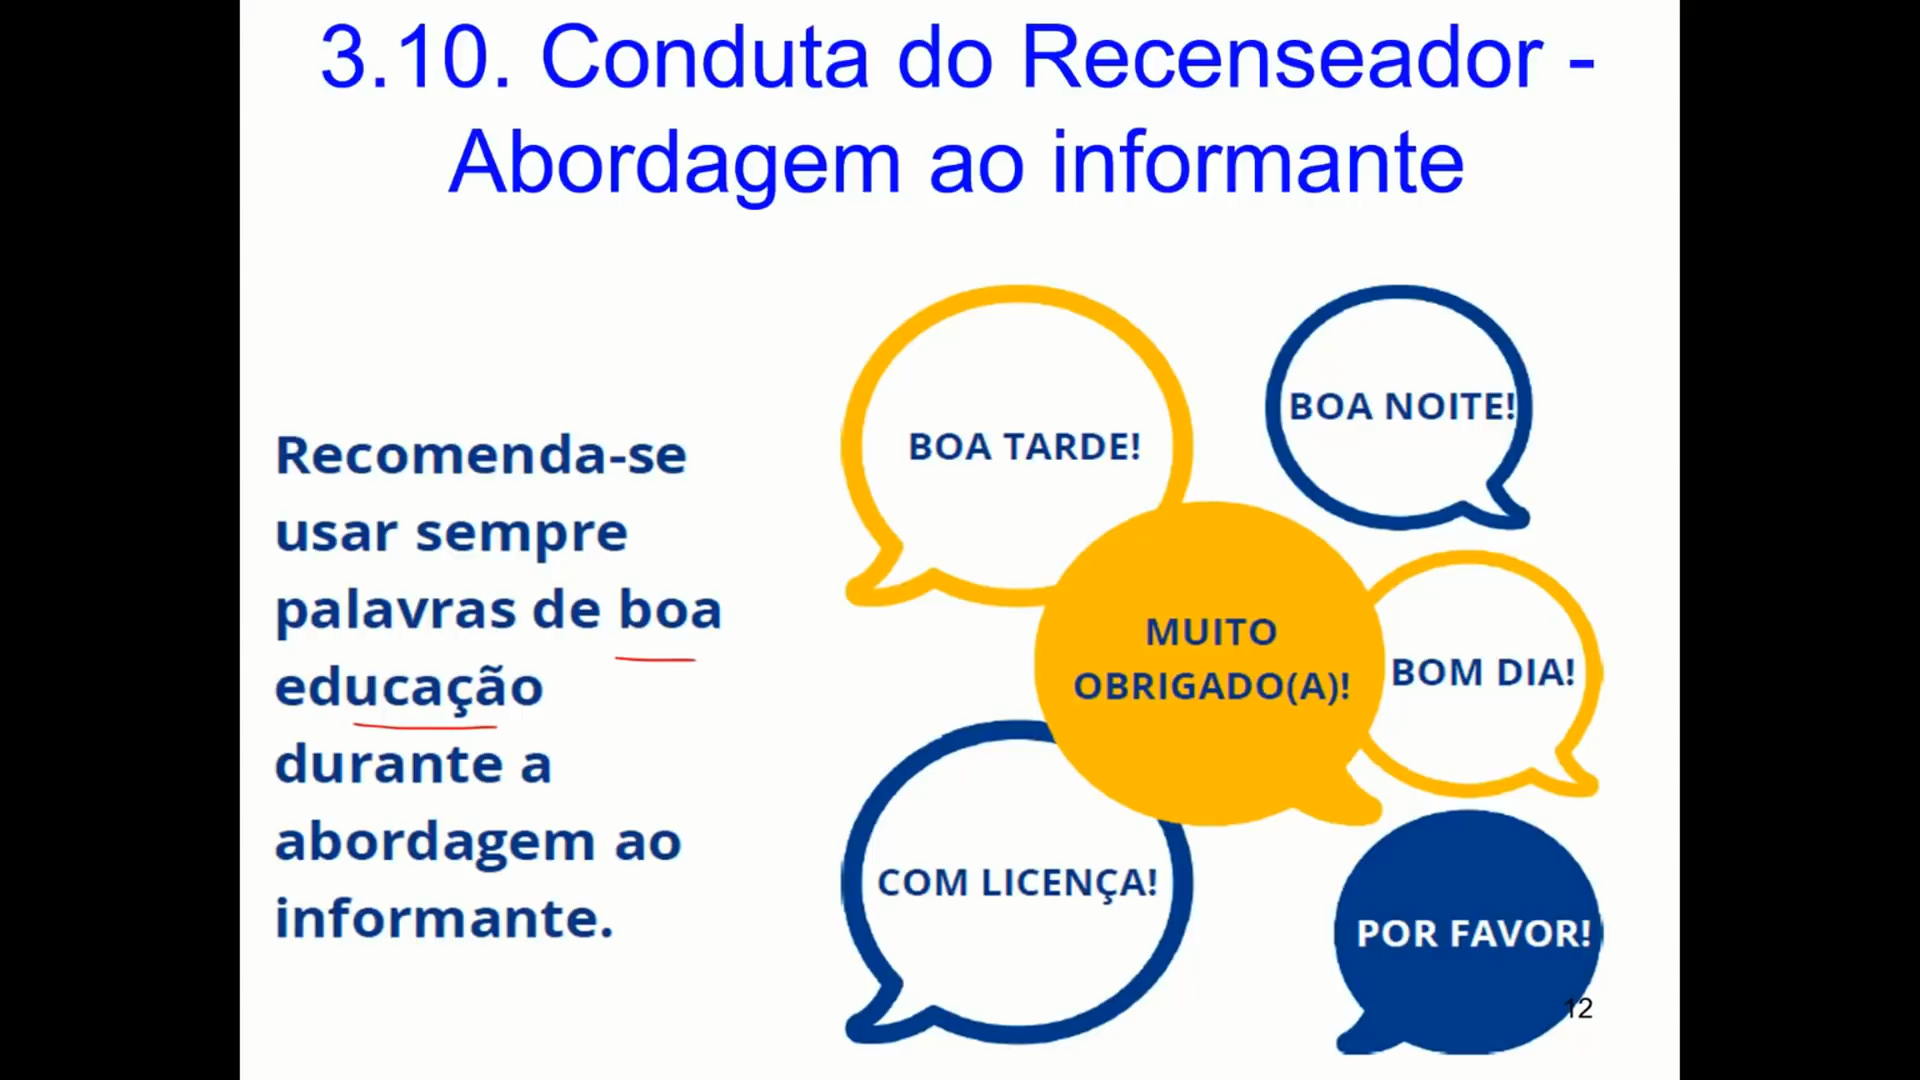 3.10. Conduta do Recenseador -
Abordagem ao informante
Recomenda-se
usar sempre
palavras de boa
educação
durante a
abordagem ao
informante.
BOA TARDE!
BOA NOITE!
MUITO
OBRIGADO(A)!
BOM DIA!
COM LICENÇA!
POR FAVOR!
12